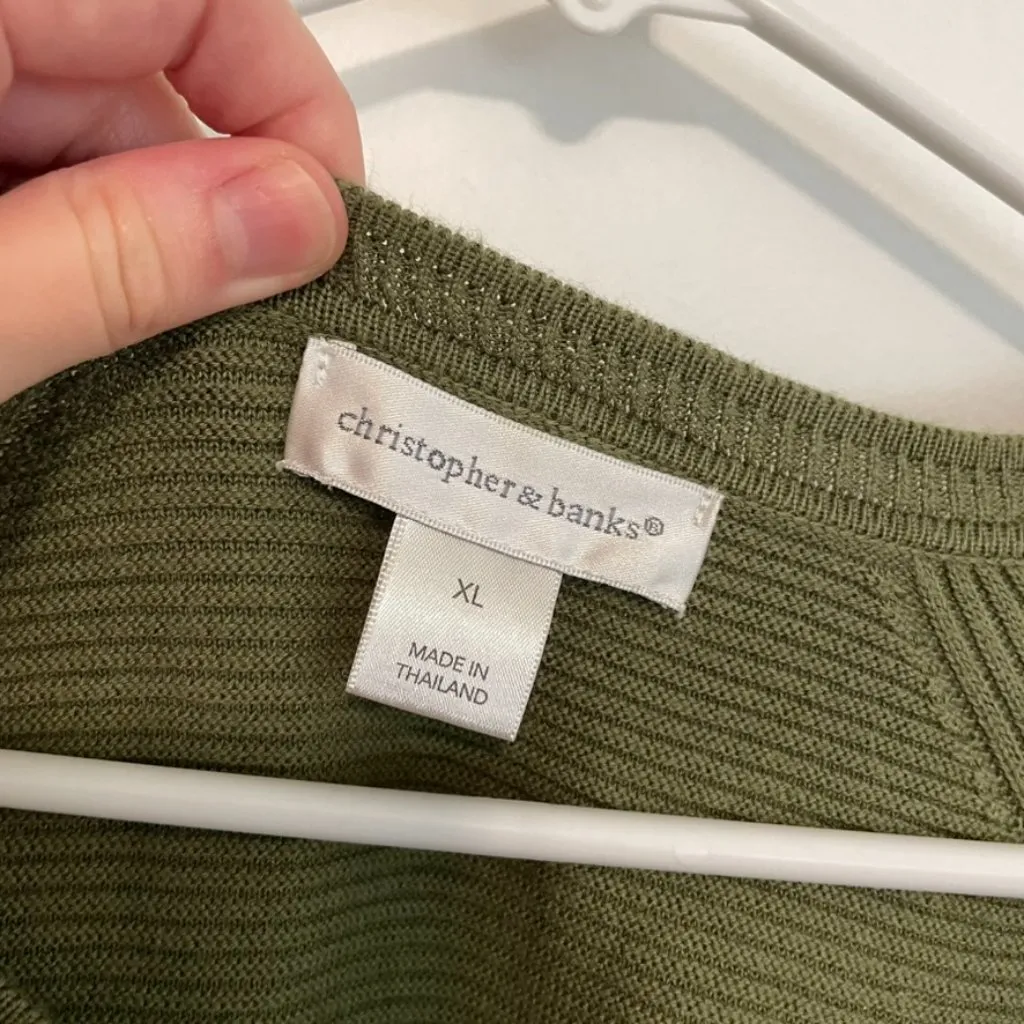 christopher & banks®
XL
MADE IN
THAILAND